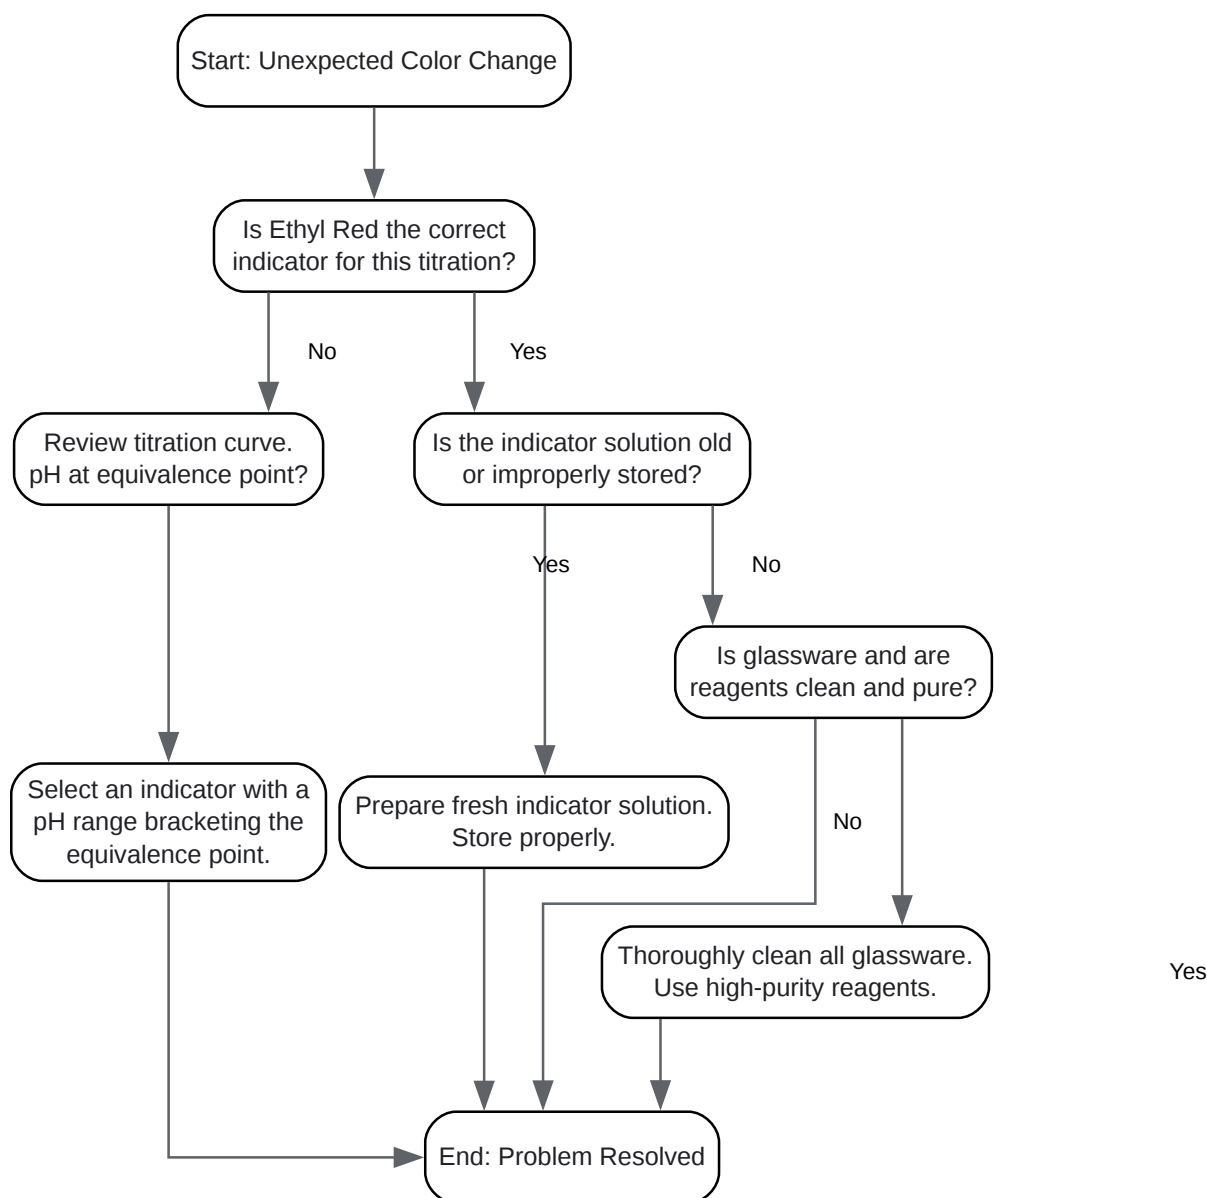 Start: Unexpected Color Change
Is Ethyl Red the correct
indicator for this titration?
No
Yes
Review titration curve.
pH at equivalence point?
Is the indicator solution old
or improperly stored?
Yes
No
Is glassware and are
reagents clean and pure?
Select an indicator with a
pH range bracketing the
equivalence point.
Prepare fresh indicator solution.
Store properly.
No
Thoroughly clean all glassware.
Use high-purity reagents.
Yes
End: Problem Resolved